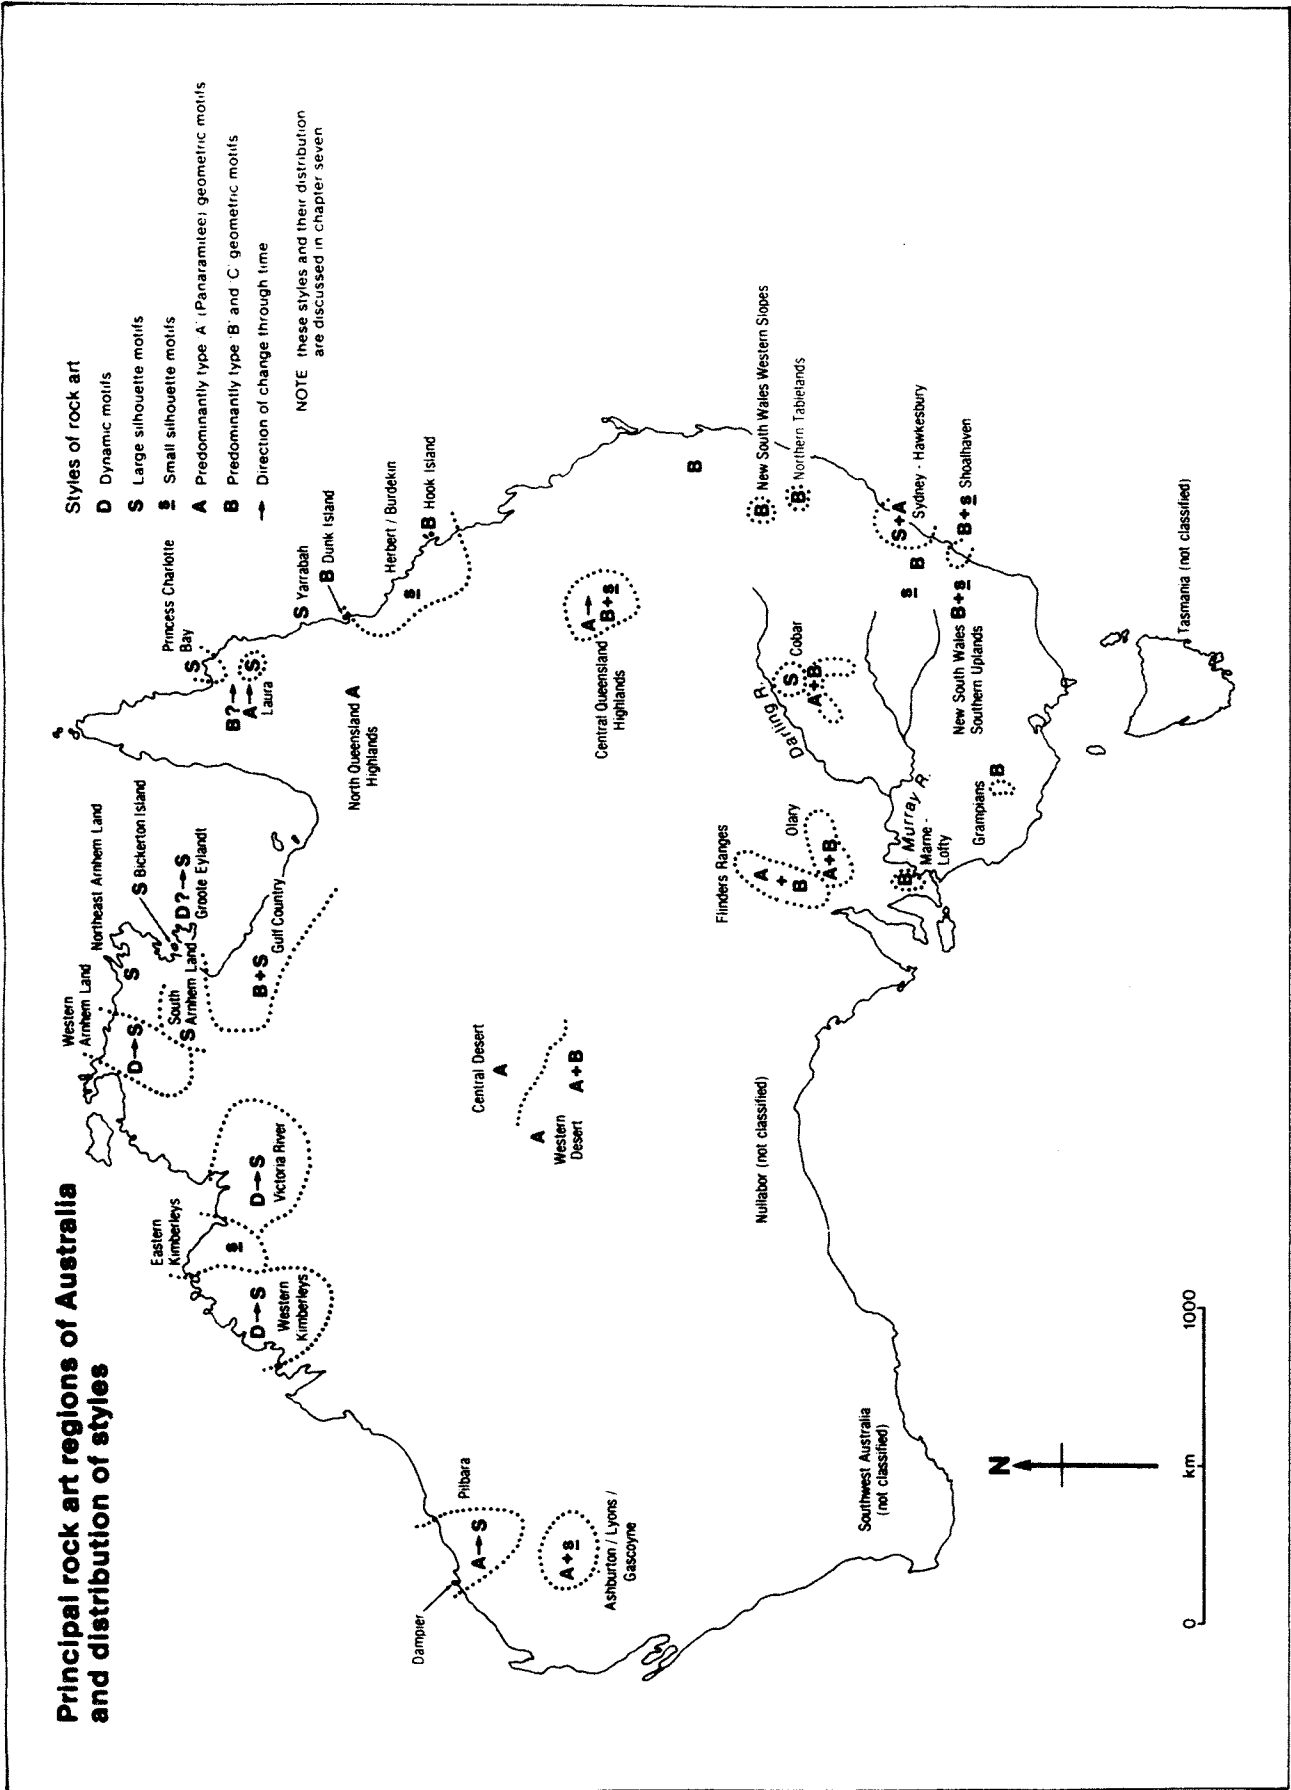 Principal rock art regions of Australia
and distribution of styles
Styles of rock art
D Dynamic motifs
S Large silhouette motifs
s Small silhouette motifs
A Predominantly type 'A' (Panaramitee) geometric motifs
B Predominantly type 'B' and 'C' geometric motifs
→ Direction of change through time
NOTE these styles and their distribution
are discussed in chapter seven
Western
Arnhem Land
D→S
Northeast Arnhem Land
S
S Bickerton Island
D?→S
Groote Eylandt
South
Arnhem Land
S
Gulf Country
B+S
Princess Charlotte
Bay
S
B?→
A→S
Laura
S Yarrabah
B Dunk Island
Herbert / Burdekin
s
B Hook Island
North Queensland A
Highlands
Eastern
Kimberleys
s
D→S
Victoria River
D→S
Western
Kimberleys
Pilbara
A→S
Dampier
A+s
Ashburton / Lyons /
Gascoyne
Central Desert
A
A
Western
Desert
A+B
Central Queensland
Highlands
A→
B+s
B
B New South Wales Western Slopes
B Northern Tablelands
S+A
Sydney - Hawkesbury
B
s
B+s Shoalhaven
New South Wales B+s
Southern Uplands
Darling R.
S
Cobar
A+B
Flinders Ranges
A
+
B
Olary
A+B
Murray R.
B
Marne -
Lofty
Grampians
B
Tasmania (not classified)
Nullabor (not classified)
Southwest Australia
(not classified)
N
0 km 1000